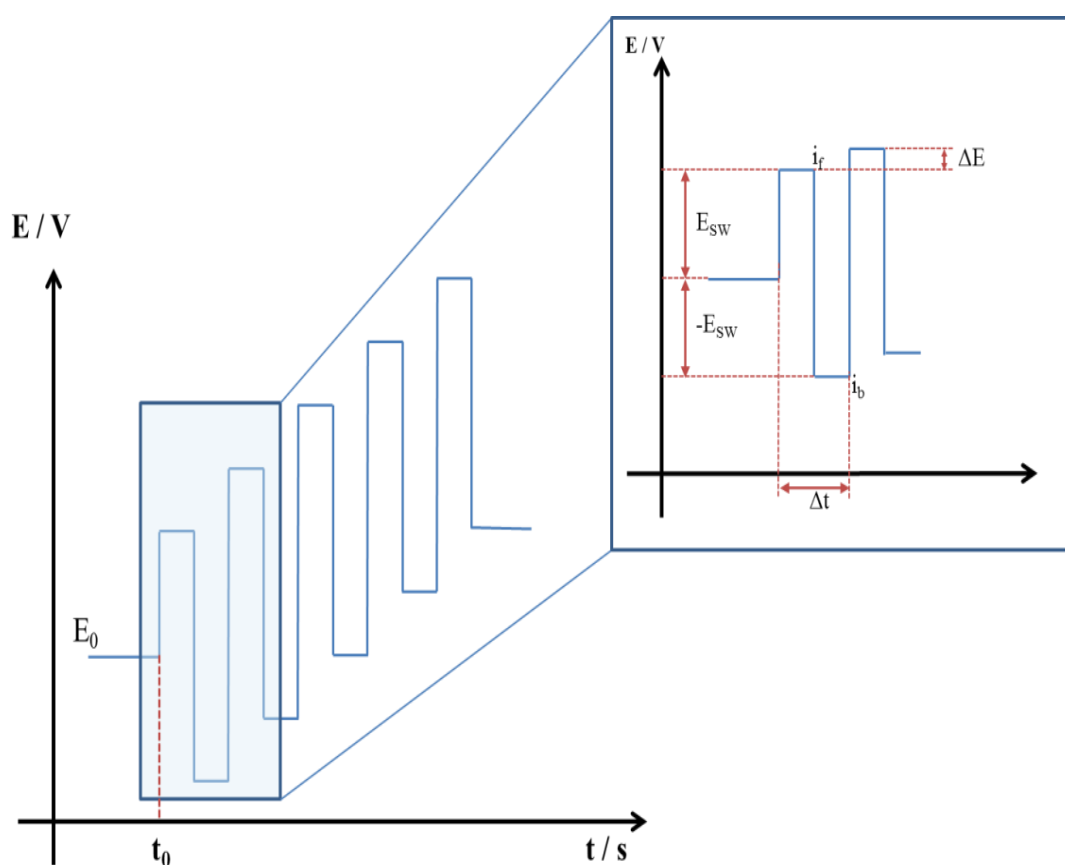 E / V
i_f
ΔE
E_SW
-E_SW
i_b
Δt
E / V
E_0
t_0
t / s